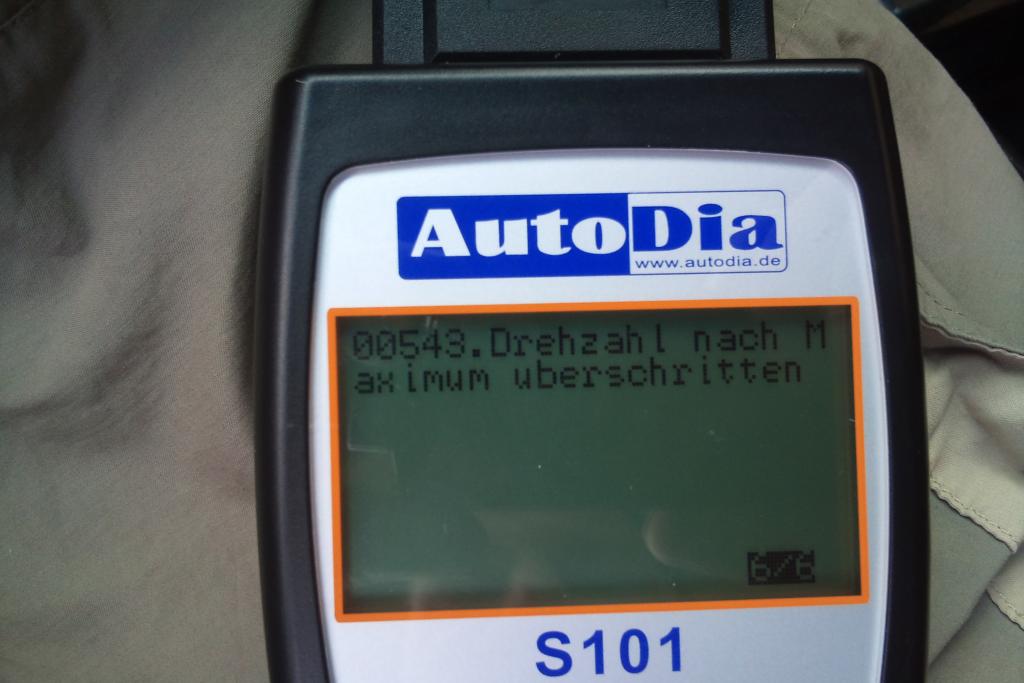 AutoDia
www.autodia.de
00543.Drehzahl nach M
aximum uberschritten
6/6
S101